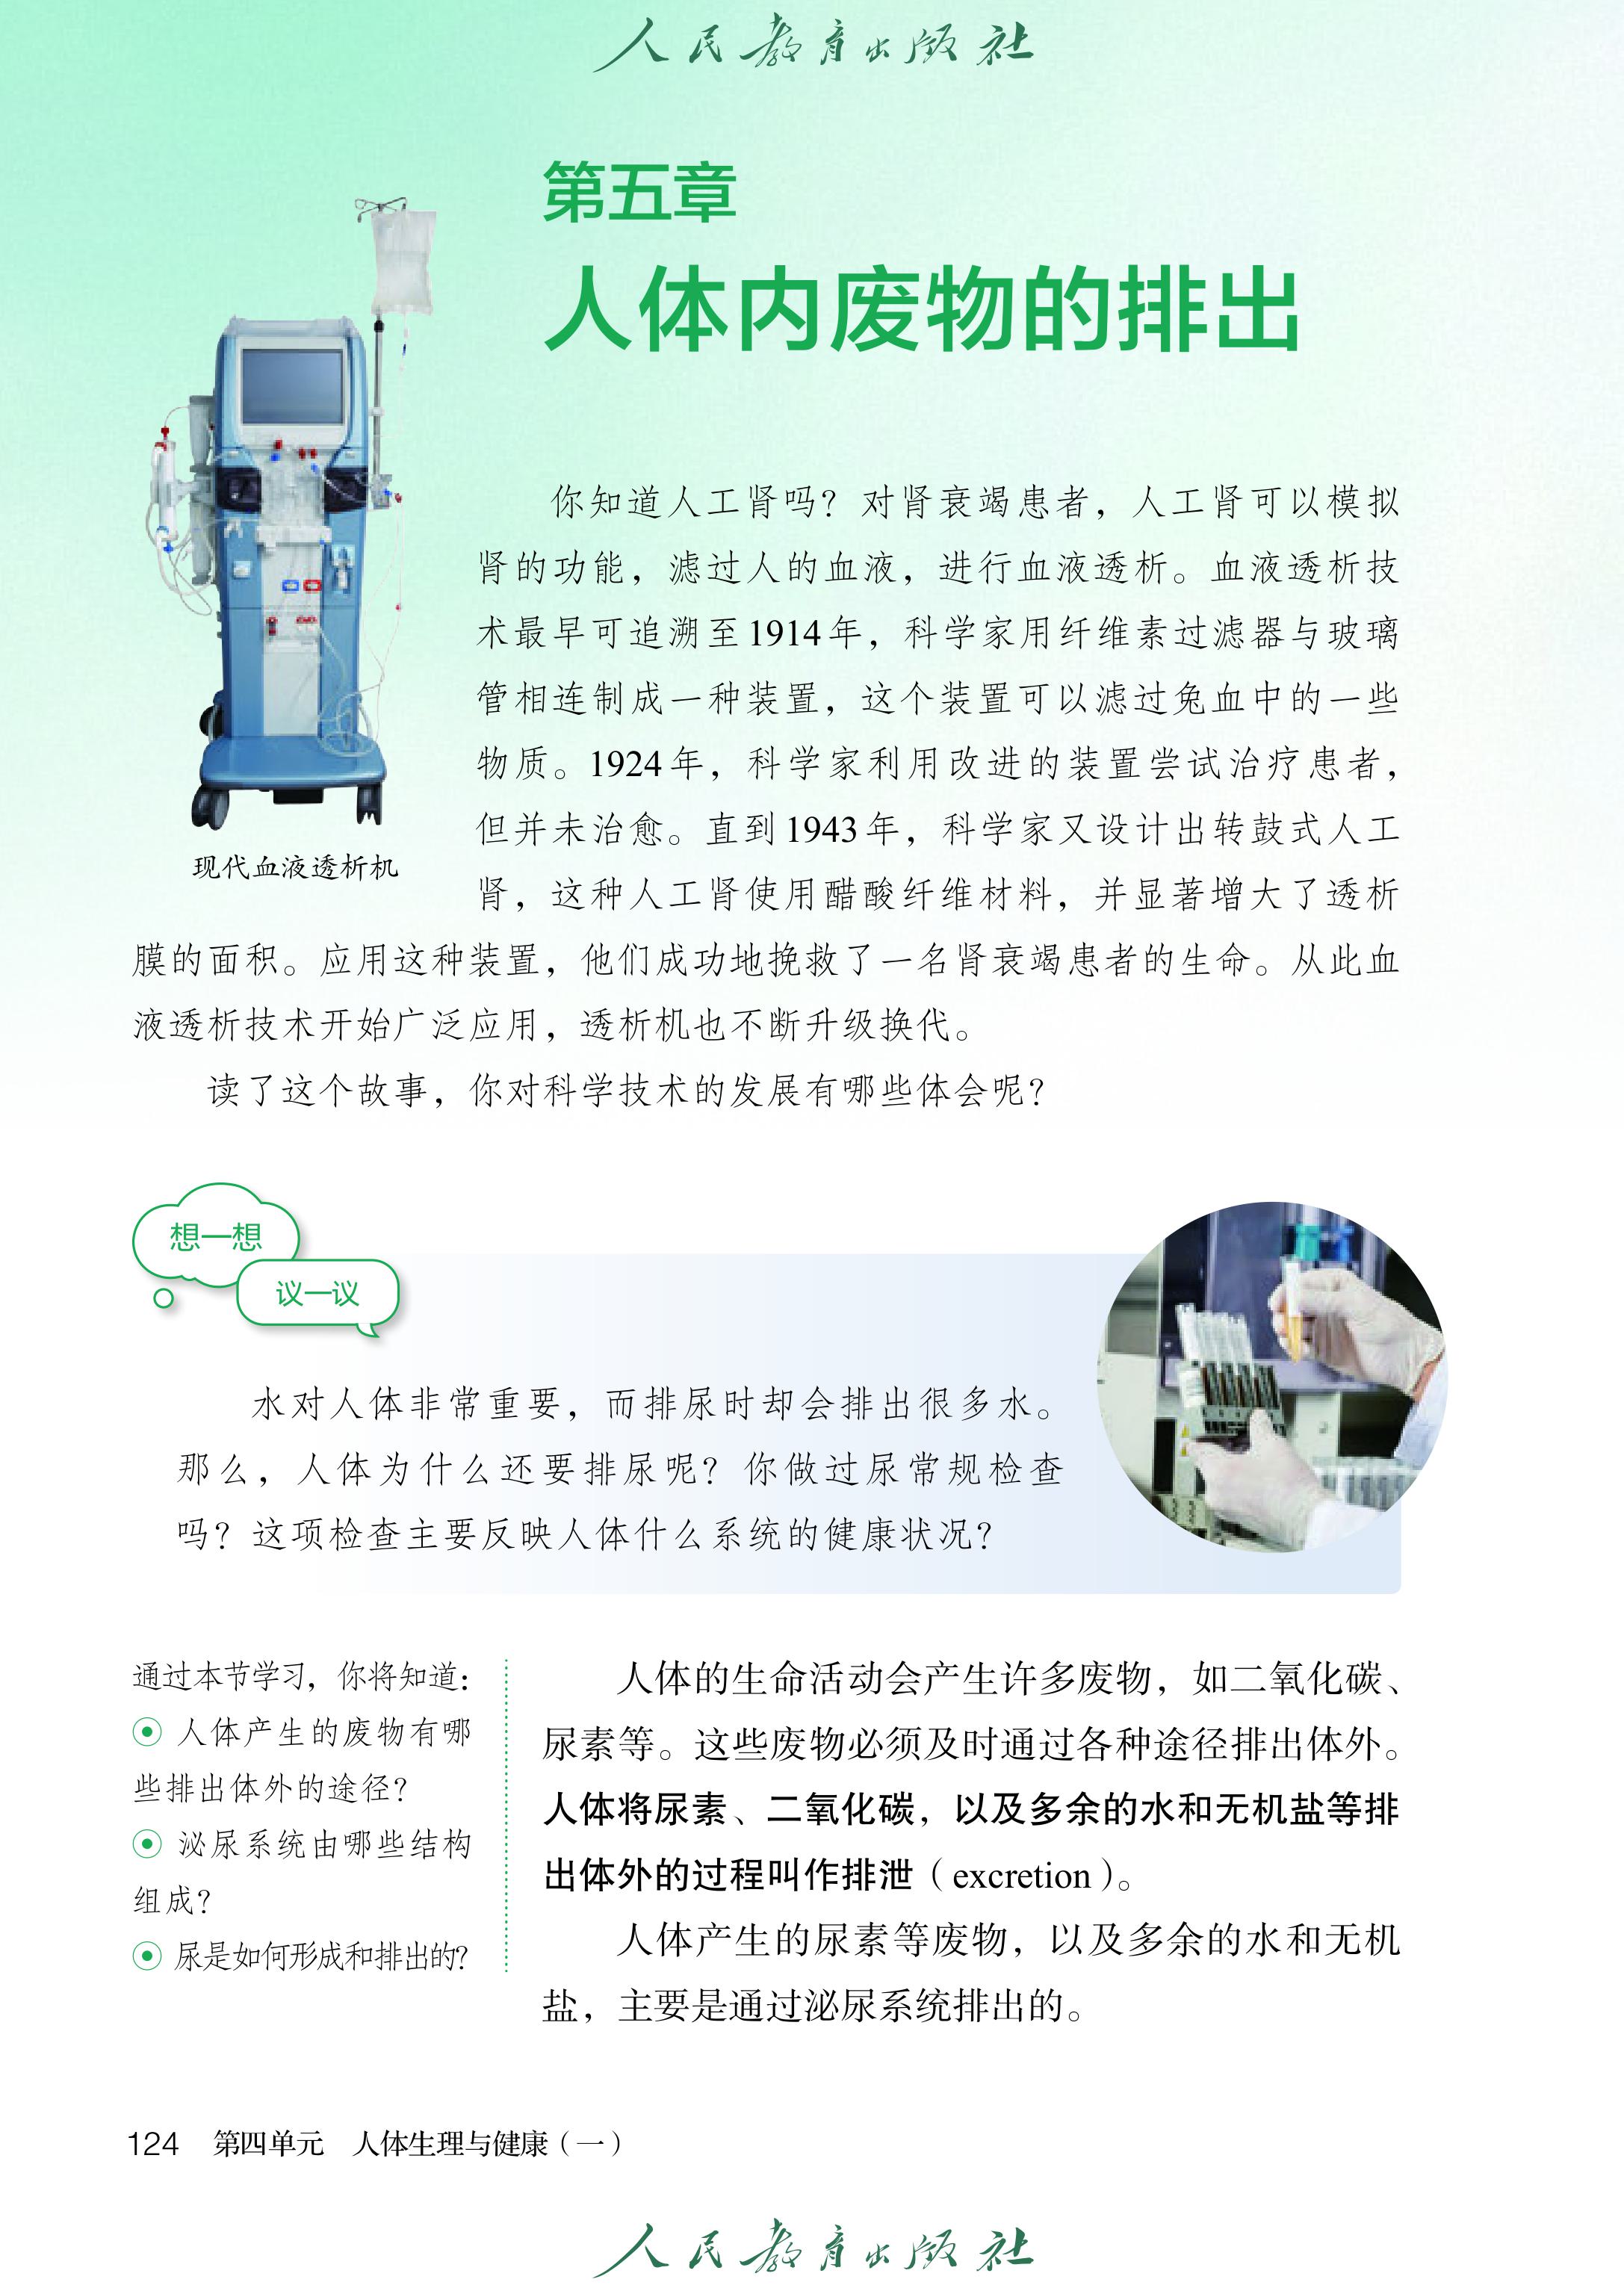 人民教育出版社
第五章
人体内废物的排出
现代血液透析机
你知道人工肾吗？对肾衰竭患者，人工肾可以模拟
肾的功能，滤过人的血液，进行血液透析。血液透析技
术最早可追溯至1914年，科学家用纤维素过滤器与玻璃
管相连制成一种装置，这个装置可以滤过兔血中的一些
物质。1924年，科学家利用改进的装置尝试治疗患者，
但并未治愈。直到1943年，科学家又设计出转鼓式人工
肾，这种人工肾使用醋酸纤维材料，并显著增大了透析
膜的面积。应用这种装置，他们成功地挽救了一名肾衰竭患者的生命。从此血
液透析技术开始广泛应用，透析机也不断升级换代。
读了这个故事，你对科学技术的发展有哪些体会呢？
想一想
议一议
水对人体非常重要，而排尿时却会排出很多水。
那么，人体为什么还要排尿呢？你做过尿常规检查
吗？这项检查主要反映人体什么系统的健康状况？
通过本节学习，你将知道：
人体产生的废物有哪
些排出体外的途径？
泌尿系统由哪些结构
组成？
尿是如何形成和排出的？
人体的生命活动会产生许多废物，如二氧化碳、
尿素等。这些废物必须及时通过各种途径排出体外。
人体将尿素、二氧化碳，以及多余的水和无机盐等排
出体外的过程叫作排泄（excretion）。
人体产生的尿素等废物，以及多余的水和无机
盐，主要是通过泌尿系统排出的。
124 第四单元 人体生理与健康（一）
人民教育出版社